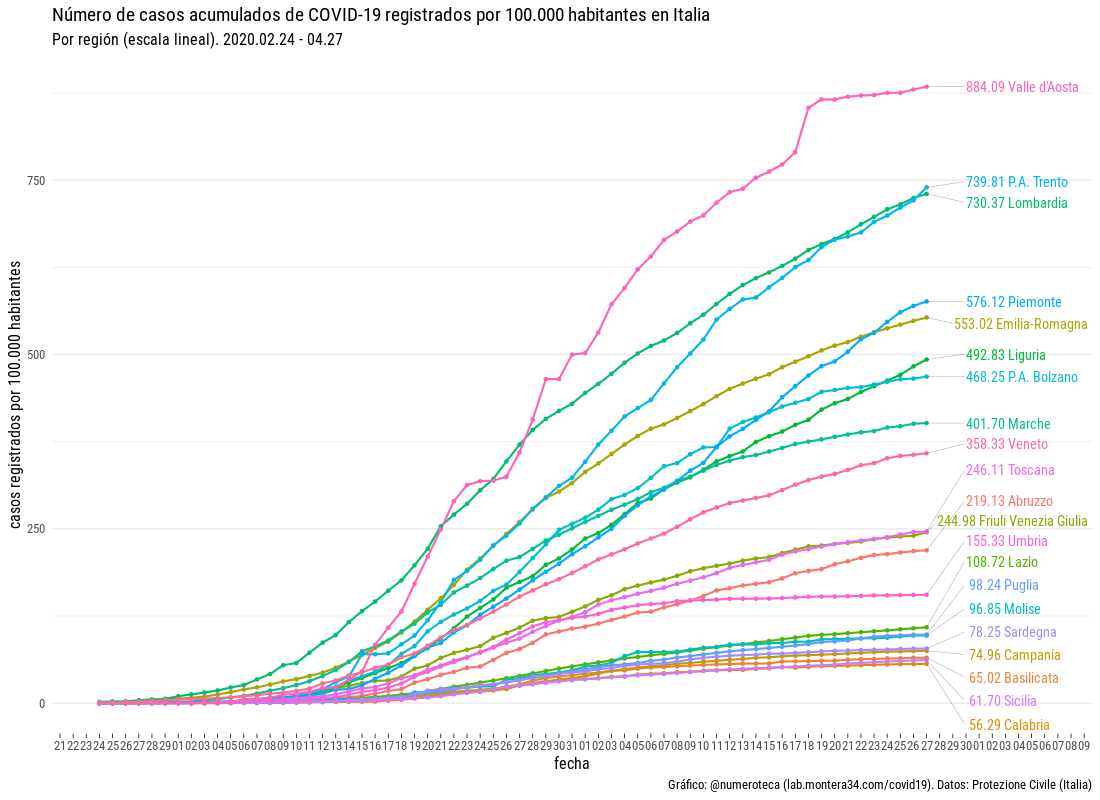 Número de casos acumulados de COVID-19 registrados por 100.000 habitantes en Italia
Por región (escala lineal). 2020.02.24 - 04.27
casos registrados por 100.000 habitantes
750
500
250
0
884.09 Valle d'Aosta
739.81 P.A. Trento
730.37 Lombardia
576.12 Piemonte
553.02 Emilia-Romagna
492.83 Liguria
468.25 P.A. Bolzano
401.70 Marche
358.33 Veneto
246.11 Toscana
219.13 Abruzzo
244.98 Friuli Venezia Giulia
155.33 Umbria
108.72 Lazio
98.24 Puglia
96.85 Molise
78.25 Sardegna
74.96 Campania
65.02 Basilicata
61.70 Sicilia
56.29 Calabria
21 22 23 24 25 26 27 28 29 01 02 03 04 05 06 07 08 09 10 11 12 13 14 15 16 17 18 19 20 21 22 23 24 25 26 27 28 29 30 31 01 02 03 04 05 06 07 08 09 10 11 12 13 14 15 16 17 18 19 20 21 22 23 24 25 26 27 28 29 30 01 02 03 04 05 06 07 08 09
fecha
Gráfico: @numeroteca (lab.montera34.com/covid19). Datos: Protezione Civile (Italia)